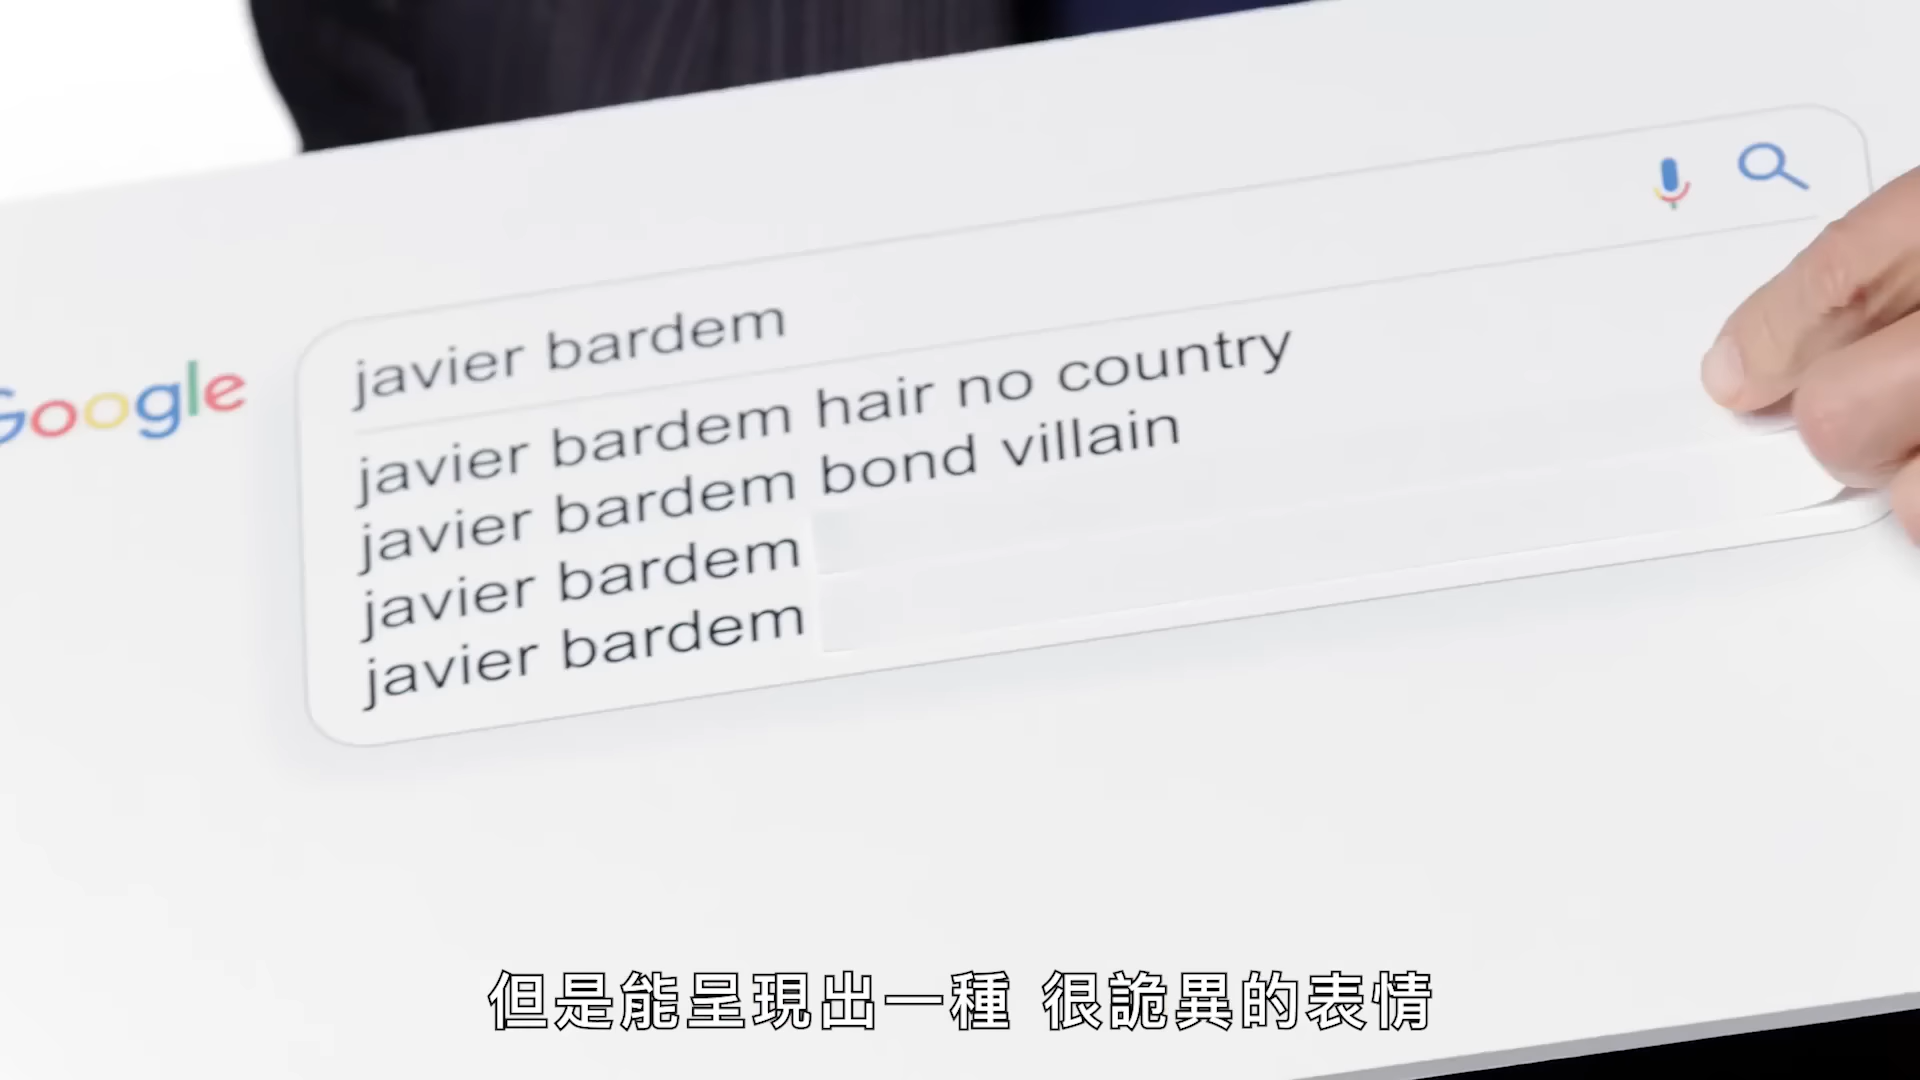 Google
javier bardem
javier bardem hair no country
javier bardem bond villain
javier bardem
javier bardem
但是能呈現出一種 很詭異的表情